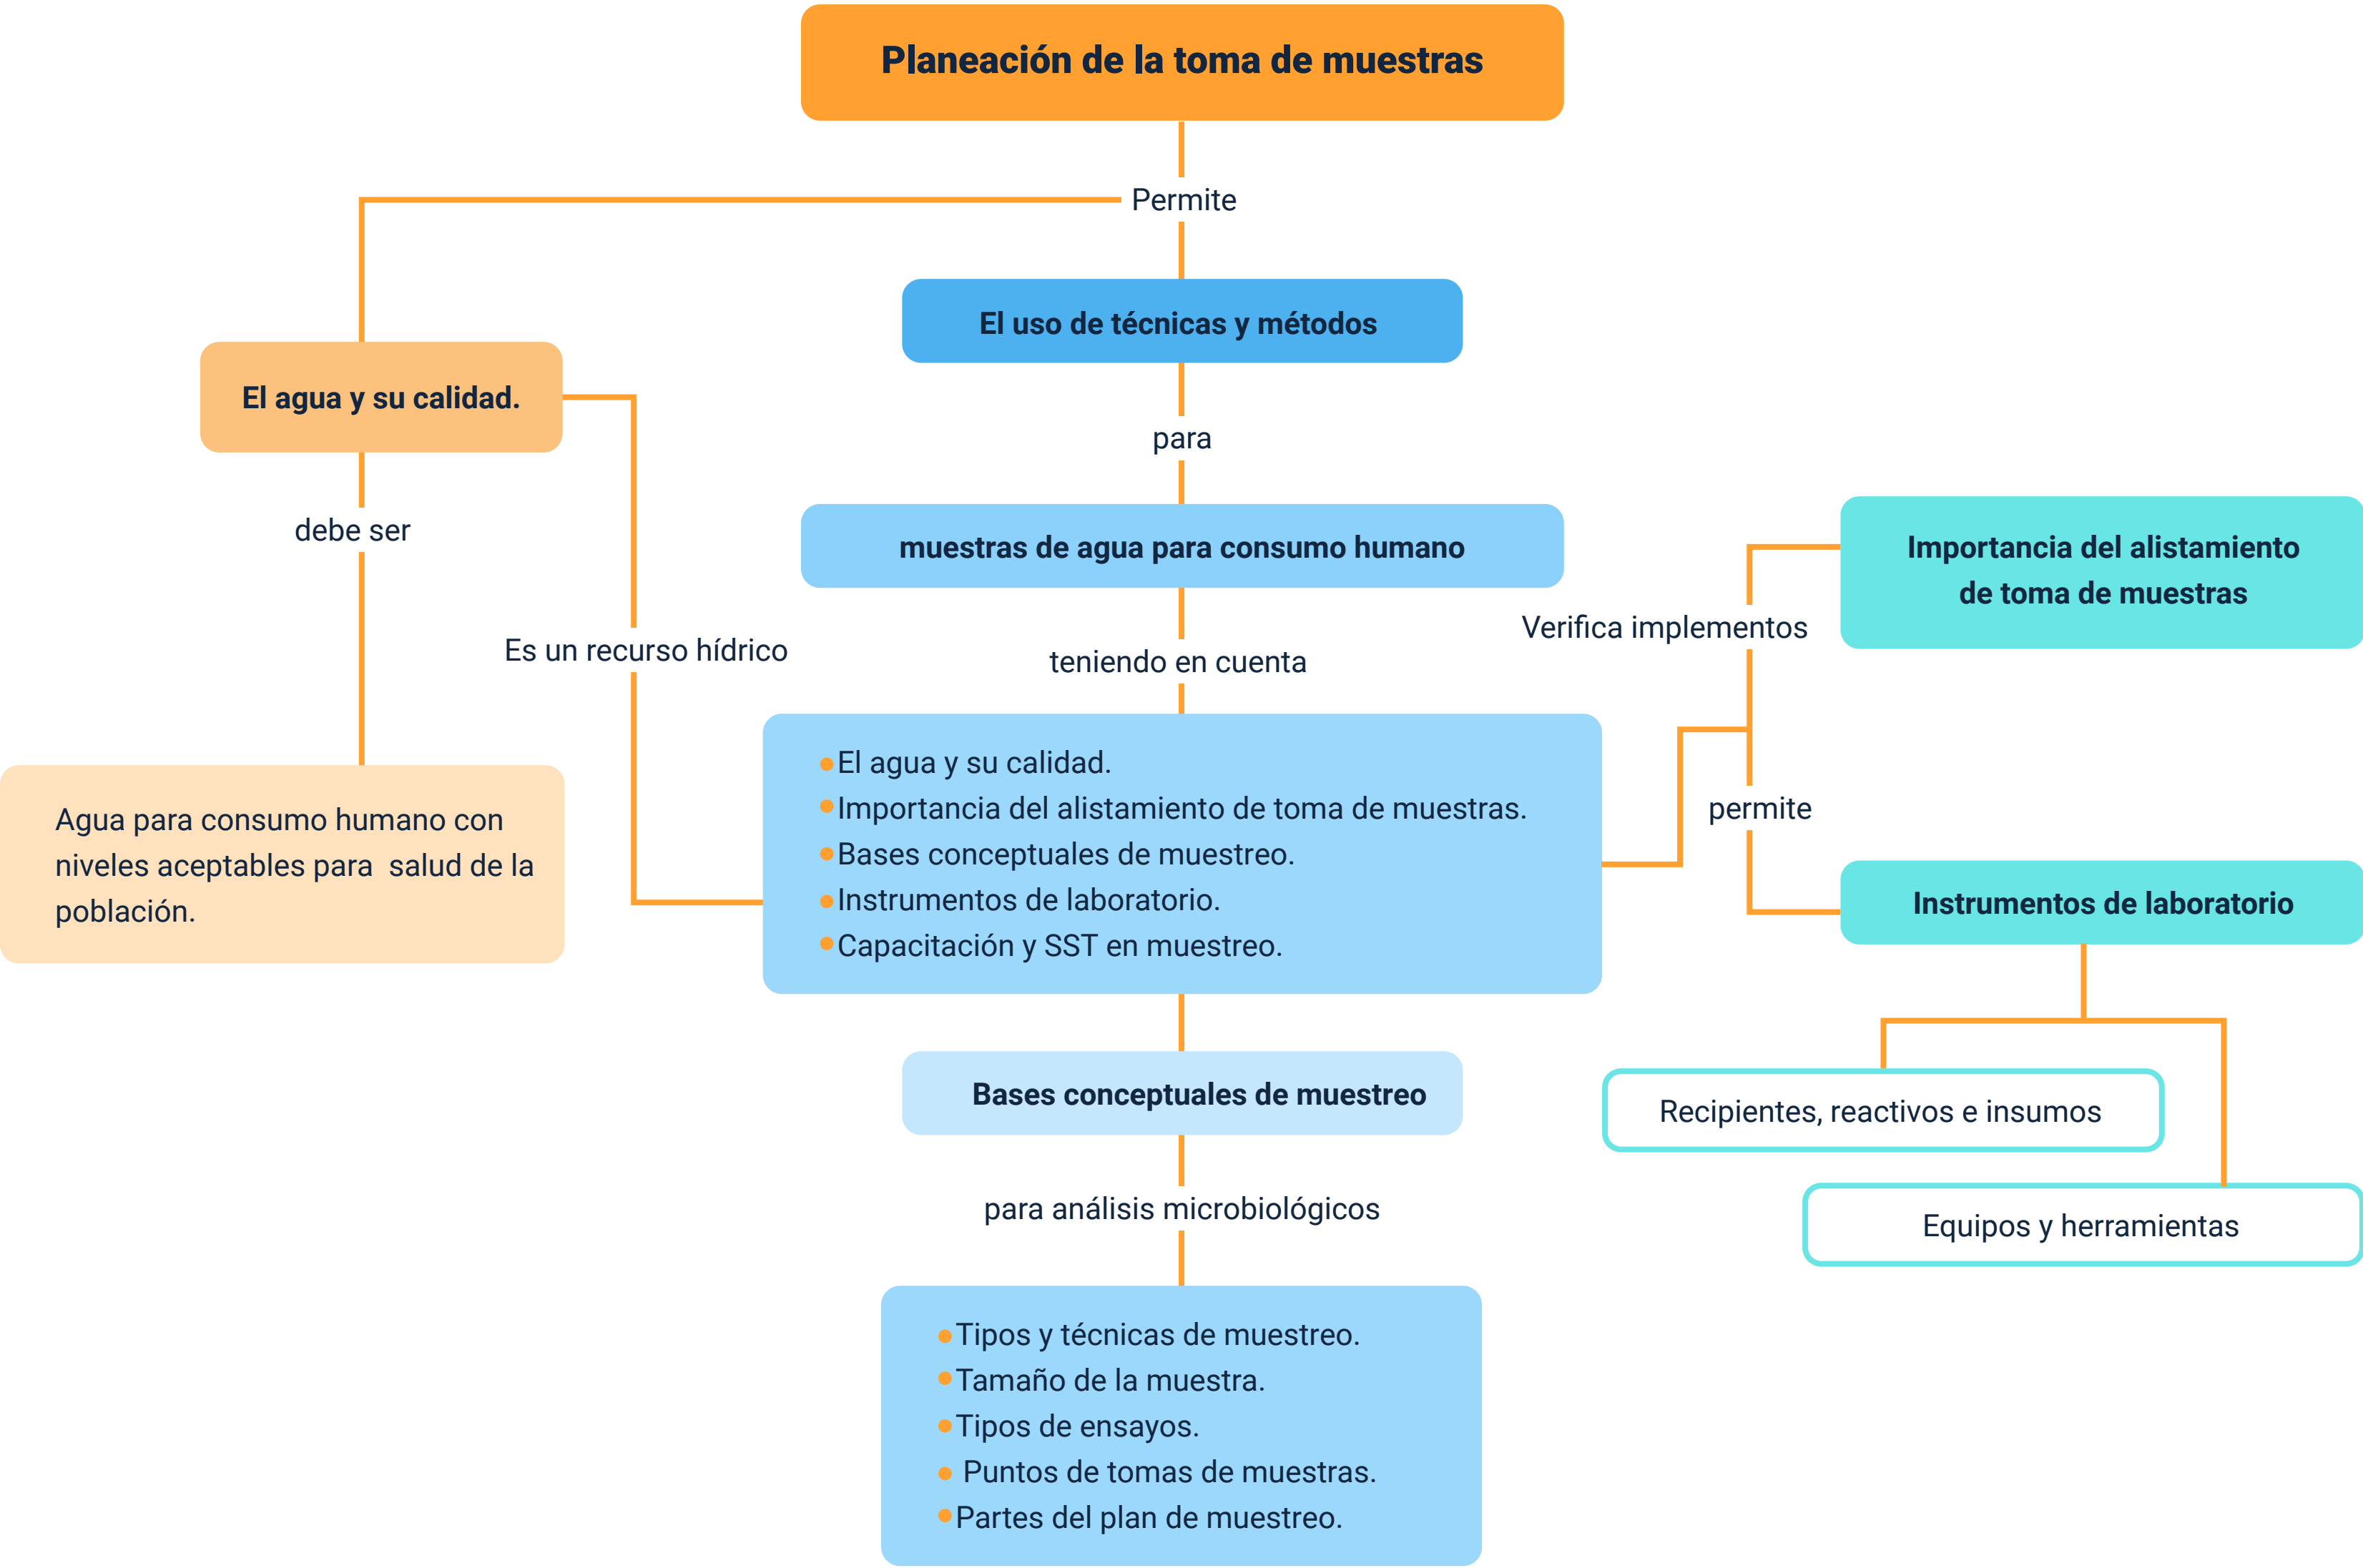 Planeación de la toma de muestras
Permite
El uso de técnicas y métodos
El agua y su calidad.
para
debe ser
muestras de agua para consumo humano
Importancia del alistamiento
de toma de muestras
Verifica implementos
Es un recurso hídrico
teniendo en cuenta
El agua y su calidad.
Importancia del alistamiento de toma de muestras.
Bases conceptuales de muestreo.
Instrumentos de laboratorio.
Capacitación y SST en muestreo.
permite
Agua para consumo humano con
niveles aceptables para  salud de la
población.
Instrumentos de laboratorio
Bases conceptuales de muestreo
Recipientes, reactivos e insumos
para análisis microbiológicos
Equipos y herramientas
Tipos y técnicas de muestreo.
Tamaño de la muestra.
Tipos de ensayos.
Puntos de tomas de muestras.
Partes del plan de muestreo.